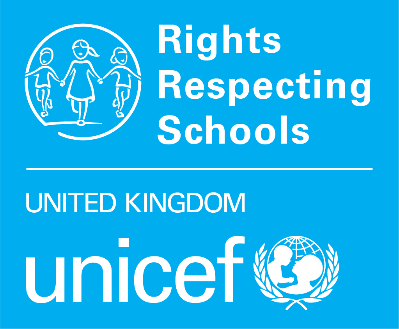 Rights
Respecting
Schools
UNITED KINGDOM
unicef